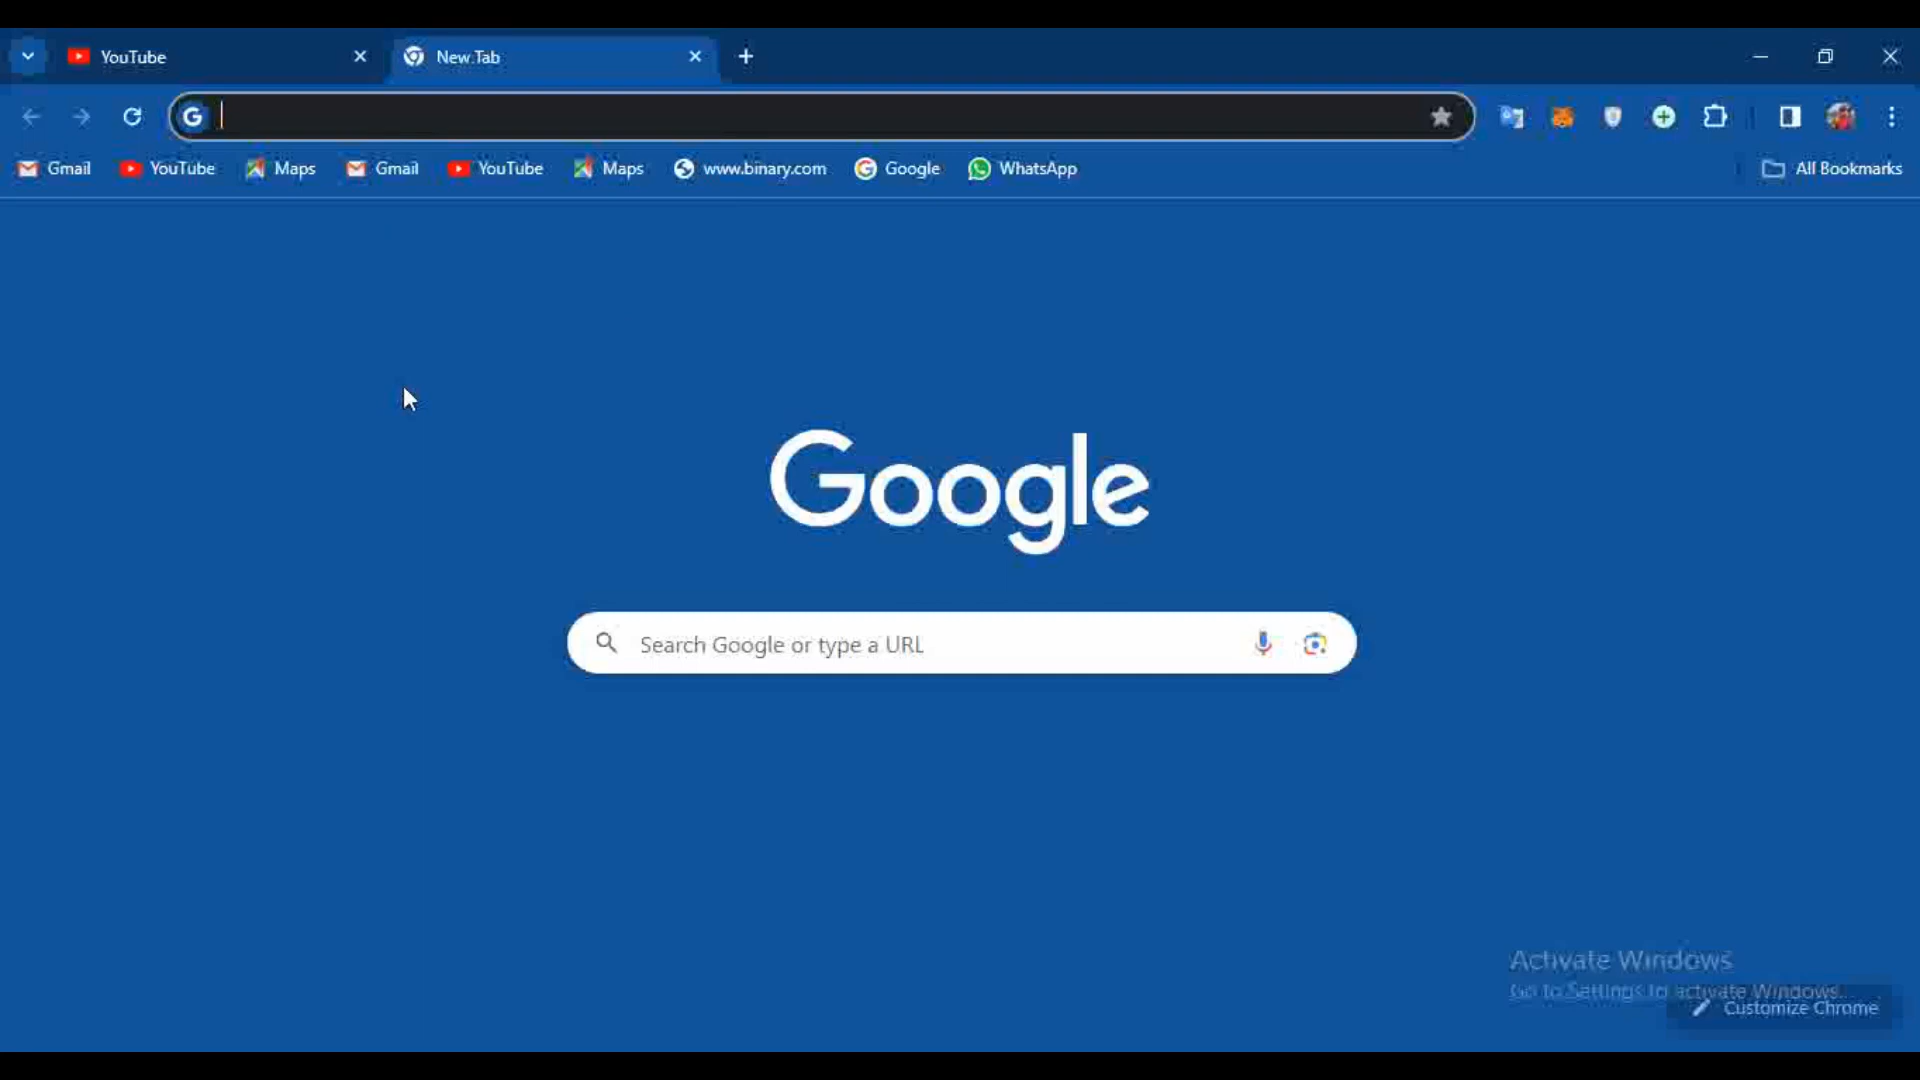 YouTube
New Tab
Gmail YouTube Maps Gmail YouTube Maps www.binary.com Google WhatsApp All Bookmarks
Google
Search Google or type a URL
Activate Windows
Go to Settings to activate Windows.
Customize Chrome